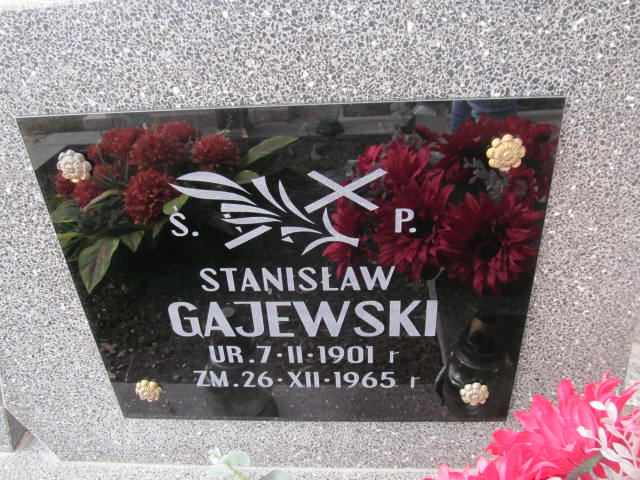 Ś. P.
STANISŁAW
GAJEWSKI
UR. 7·II·1901 r
ZM. 26·XII·1965 r